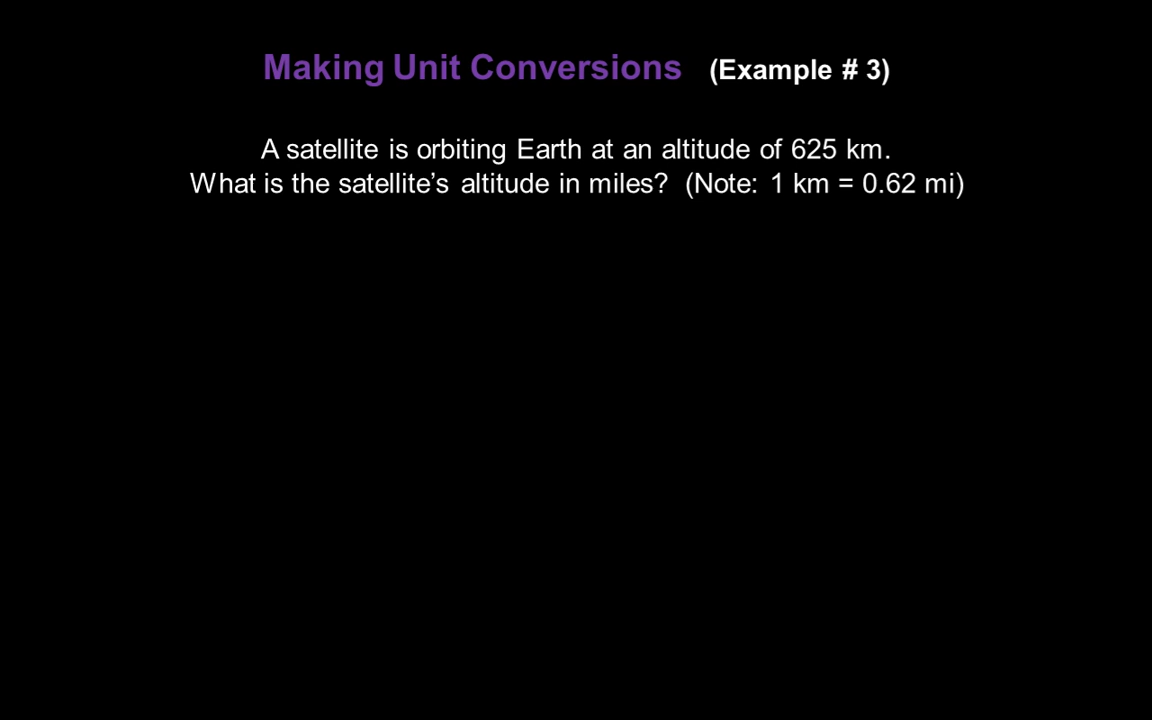 Making Unit Conversions (Example # 3)
A satellite is orbiting Earth at an altitude of 625 km.
What is the satellite’s altitude in miles? (Note: 1 km = 0.62 mi)